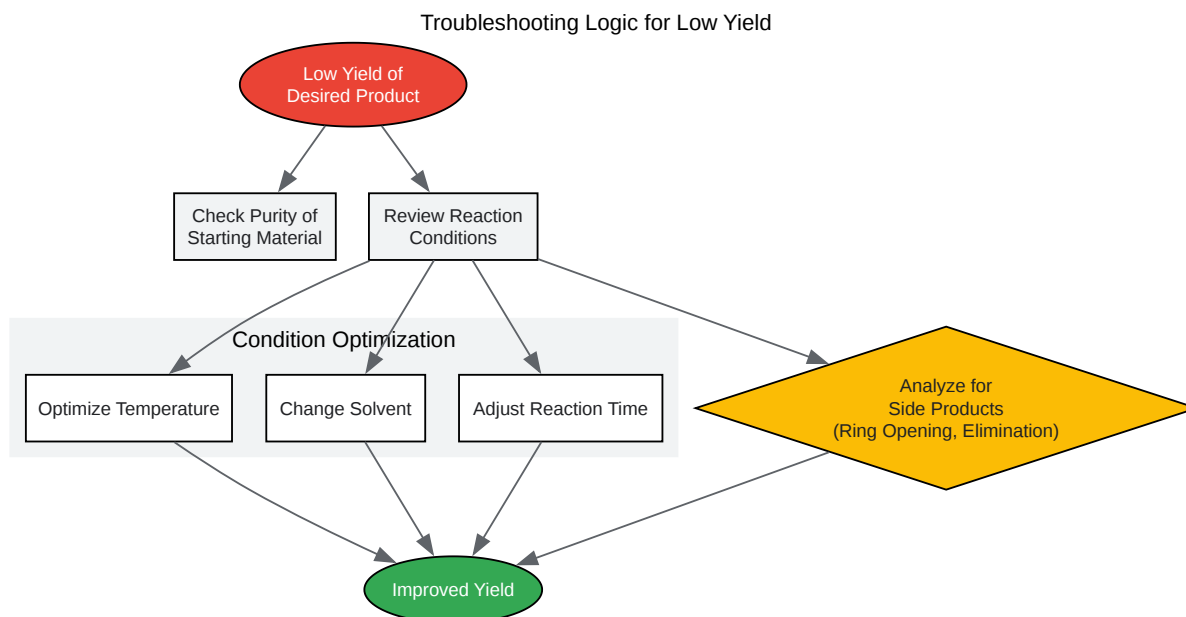 Troubleshooting Logic for Low Yield
Low Yield of
Desired Product
Check Purity of
Starting Material
Review Reaction
Conditions
Condition Optimization
Optimize Temperature
Change Solvent
Adjust Reaction Time
Analyze for
Side Products
(Ring Opening, Elimination)
Improved Yield